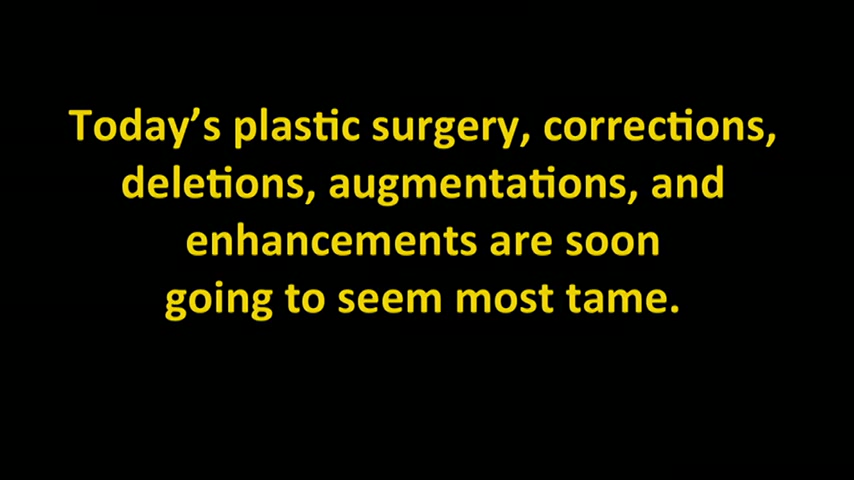 Today’s plastic surgery, corrections,
deletions, augmentations, and
enhancements are soon
going to seem most tame.